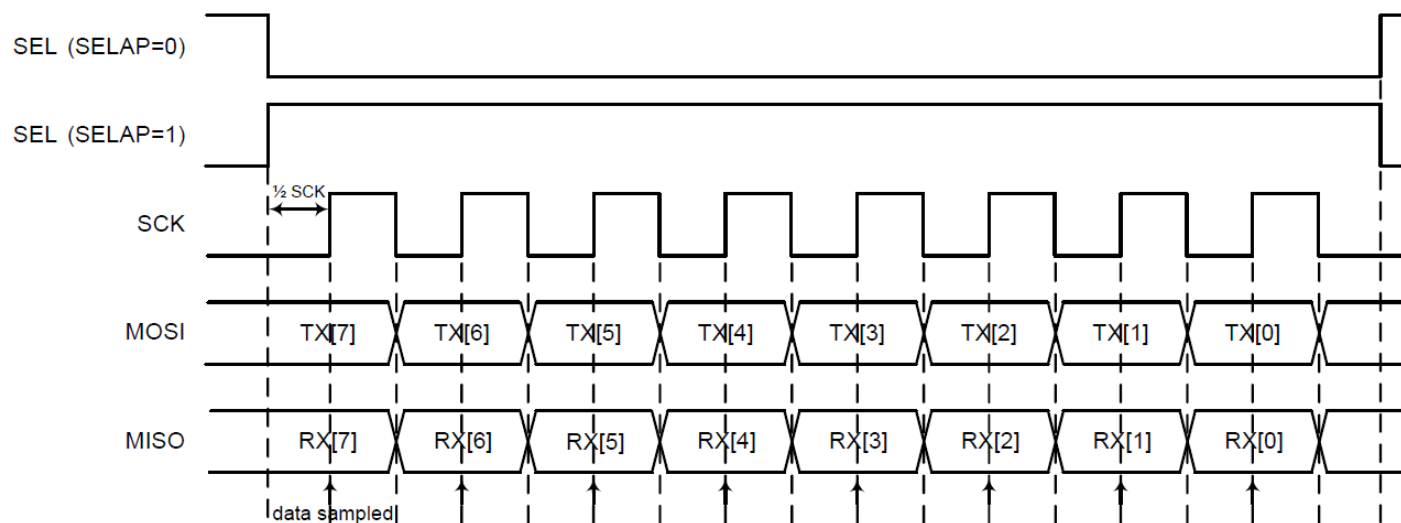 SEL (SELAP=0)
SEL (SELAP=1)
½ SCK
SCK
MOSI TX[7] TX[6] TX[5] TX[4] TX[3] TX[2] TX[1] TX[0]
MISO RX[7] RX[6] RX[5] RX[4] RX[3] RX[2] RX[1] RX[0]
data sampled